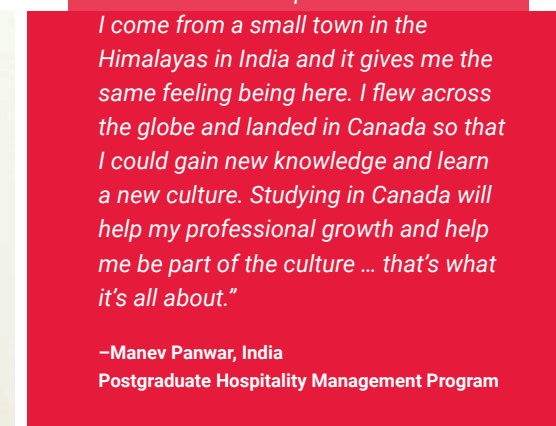 I come from a small town in the
Himalayas in India and it gives me the
same feeling being here. I flew across
the globe and landed in Canada so that
I could gain new knowledge and learn
a new culture. Studying in Canada will
help my professional growth and help
me be part of the culture … that’s what
it’s all about.”
–Manev Panwar, India
Postgraduate Hospitality Management Program